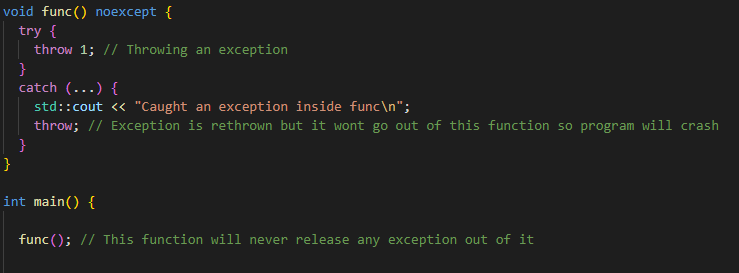 void func() noexcept {
  try {
    throw 1; // Throwing an exception
  }
  catch (...) {
    std::cout << "Caught an exception inside func\n";
    throw; // Exception is rethrown but it wont go out of this function so program will crash
  }
}
int main() {
  func(); // This function will never release any exception out of it